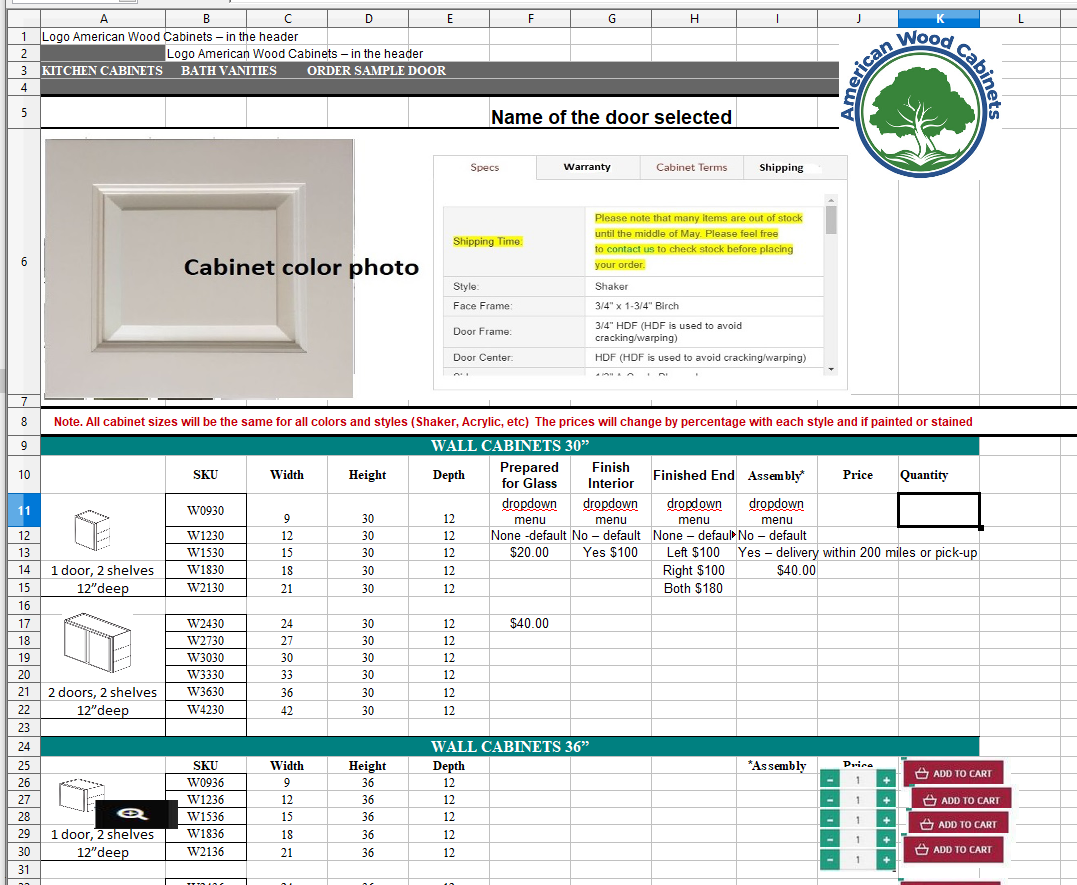 A B C D E F G H I J K L
1 Logo American Wood Cabinets – in the header
2 Logo American Wood Cabinets – in the header
3 KITCHEN CABINETS BATH VANITIES ORDER SAMPLE DOOR
4
American Wood Cabinets
5 Name of the door selected
6
Cabinet color photo
Specs Warranty Cabinet Terms Shipping
Shipping Time: Please note that many items are out of stock
until the middle of May. Please feel free
to contact us to check stock before placing
your order.
Style: Shaker
Face Frame: 3/4" x 1-3/4" Birch
Door Frame: 3/4" HDF (HDF is used to avoid
cracking/warping)
Door Center: HDF (HDF is used to avoid cracking/warping)
7
8 Note. All cabinet sizes will be the same for all colors and styles (Shaker, Acrylic, etc) The prices will change by percentage with each style and if painted or stained
9 WALL CABINETS 30”
10 SKU Width Height Depth Prepared for Glass Finish Interior Finished End Assembly* Price Quantity
11 W0930 9 30 12 dropdown menu dropdown menu dropdown menu dropdown menu
12 W1230 12 30 12 None -default No – default None – defaul No – default
13 W1530 15 30 12 $20.00 Yes $100 Left $100 Yes – delivery within 200 miles or pick-up
14 1 door, 2 shelves W1830 18 30 12 Right $100 $40.00
15 12”deep W2130 21 30 12 Both $180
16
17 W2430 24 30 12 $40.00
18 W2730 27 30 12
19 W3030 30 30 12
20 W3330 33 30 12
21 2 doors, 2 shelves W3630 36 30 12
22 12”deep W4230 42 30 12
23
24 WALL CABINETS 36”
25 SKU Width Height Depth *Assembly Price
26 W0936 9 36 12 - 1 + ADD TO CART
27 W1236 12 36 12 - 1 + ADD TO CART
28 W1536 15 36 12 - 1 + ADD TO CART
29 1 door, 2 shelves W1836 18 36 12 - 1 + ADD TO CART
30 12”deep W2136 21 36 12 - 1 +
31